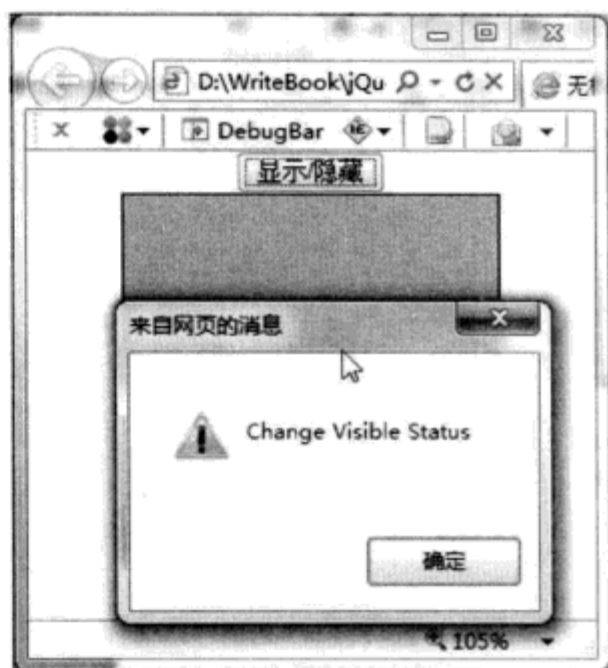 D:\WriteBook\jQu
无
DebugBar
显示/隐藏
来自网页的消息
Change Visible Status
确定
105%